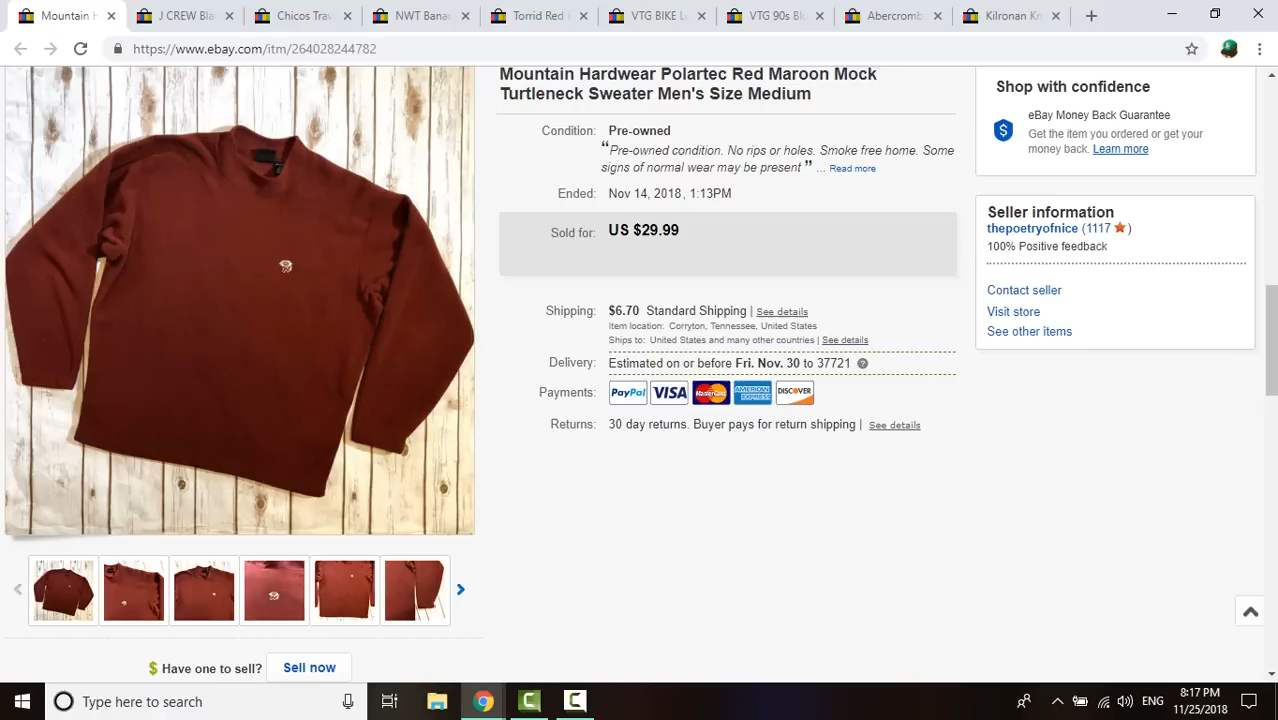 Mountain H
J CREW Bla
Chicos Trav
NWT Banan
Torrid Red
VTG BIKE L
VTG 90s Blu
Abercromb
Kilronan Kn
https://www.ebay.com/itm/264028244782
Mountain Hardwear Polartec Red Maroon Mock
Turtleneck Sweater Men's Size Medium
Condition: Pre-owned
“Pre-owned condition. No rips or holes. Smoke free home. Some
signs of normal wear may be present ” ... Read more
Ended: Nov 14, 2018 , 1:13PM
Sold for: US $29.99
Shipping: $6.70 Standard Shipping | See details
Item location: Corryton, Tennessee, United States
Ships to: United States and many other countries | See details
Delivery: Estimated on or before Fri. Nov. 30 to 37721 ?
Payments: PayPal VISA MasterCard AMERICAN EXPRESS DISCOVER
Returns: 30 day returns. Buyer pays for return shipping | See details
Shop with confidence
$ eBay Money Back Guarantee
Get the item you ordered or get your
money back. Learn more
Seller information
thepoetryofnice (1117 )
100% Positive feedback
Contact seller
Visit store
See other items
$ Have one to sell? Sell now
Type here to search
ENG
8:17 PM
11/25/2018